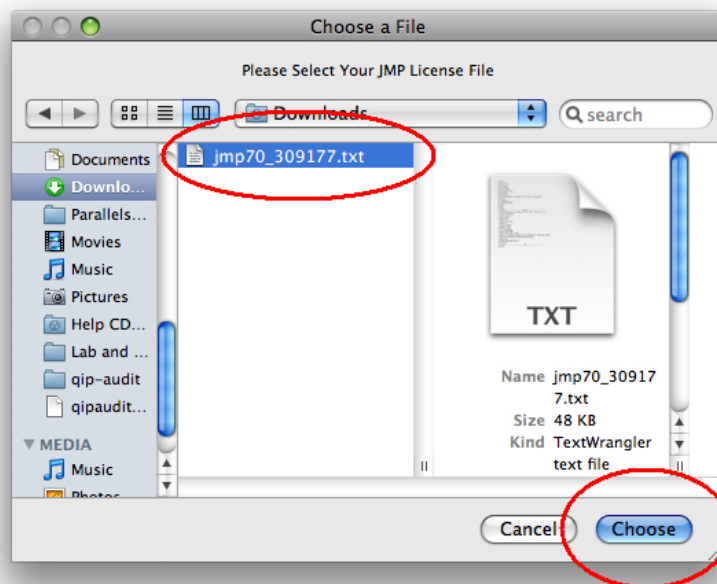 Choose a File
Please Select Your JMP License File
Downloads
search
Documents
Downlo...
Parallels...
Movies
Music
Pictures
Help CD...
Lab and ...
qip-audit
qipaudit...
MEDIA
Music
Photos
jmp70_309177.txt
TXT
Name jmp70_30917
7.txt
Size 48 KB
Kind TextWrangler
text file
Cancel
Choose